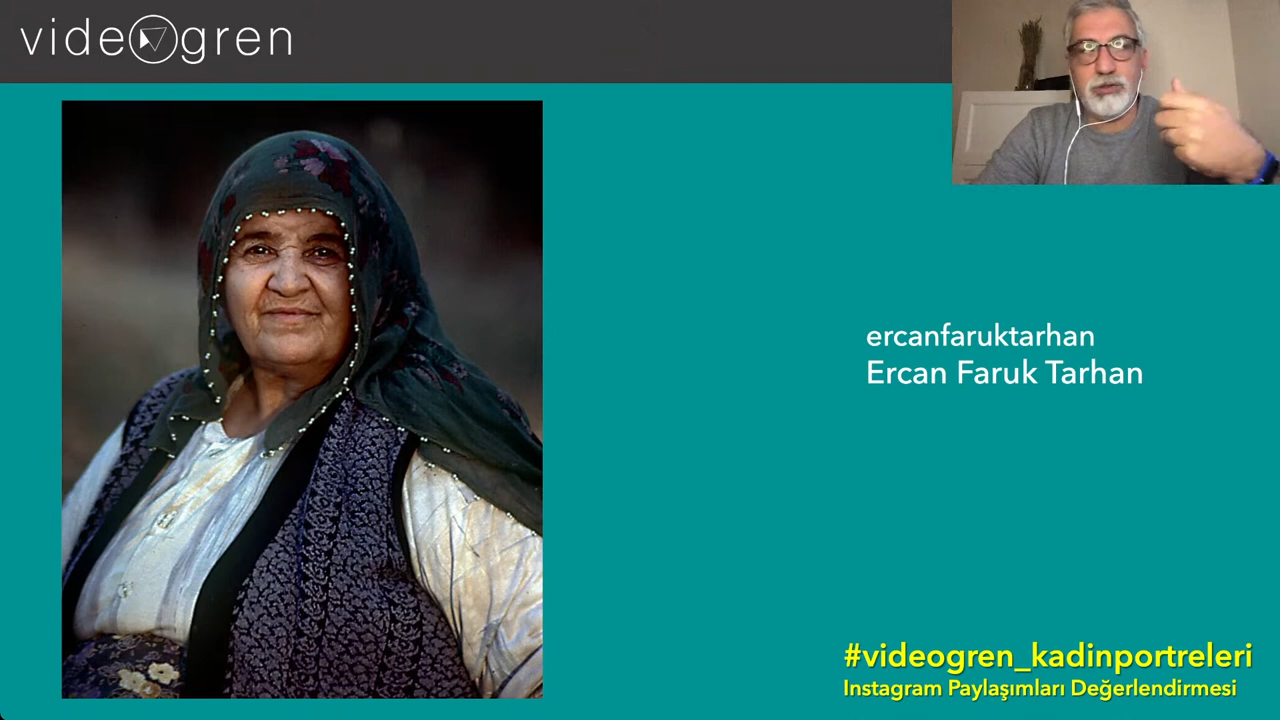 videogren
ercanfaruktarhan
Ercan Faruk Tarhan
#videogren_kadinportreleri
Instagram Paylaşımları Değerlendirmesi